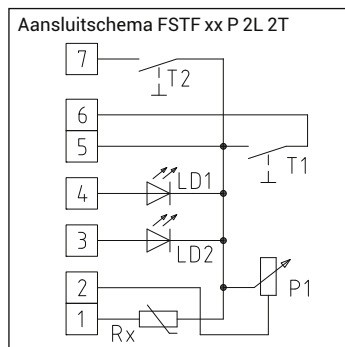 Aansluitschema FSTF xx P 2L 2T
7
T2
6
5
T1
4
LD1
3
LD2
2
P1
1
Rx